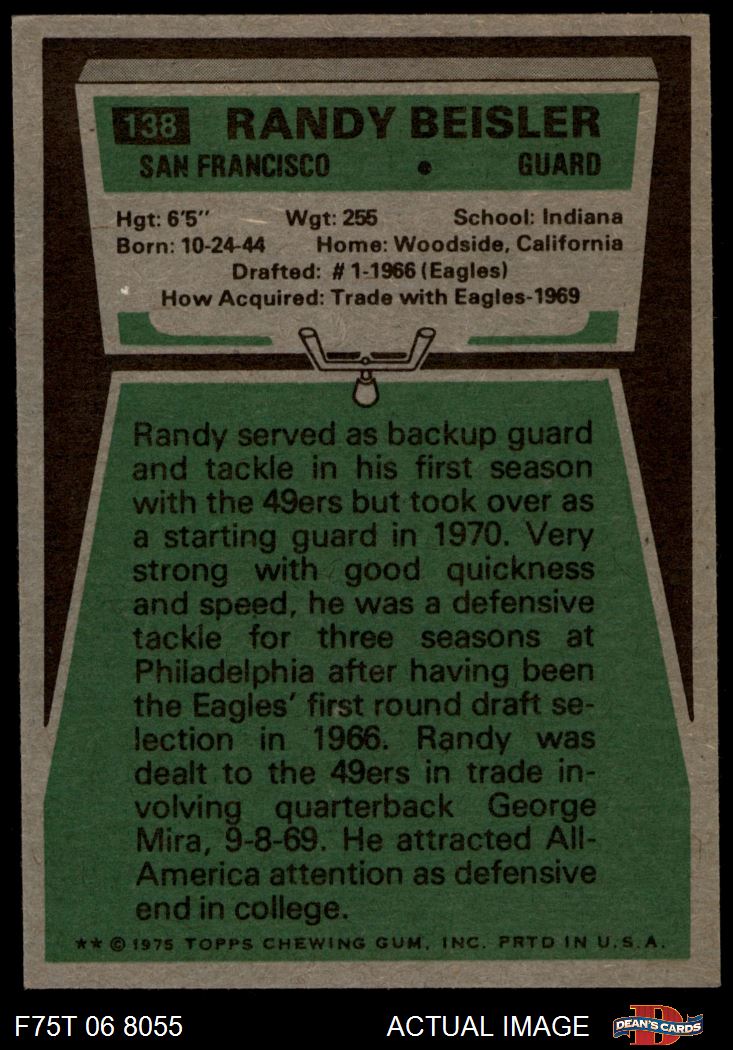 138 RANDY BEISLER
SAN FRANCISCO • GUARD
Hgt: 6'5" Wgt: 255 School: Indiana
Born: 10-24-44 Home: Woodside, California
Drafted: #1-1966 (Eagles)
How Acquired: Trade with Eagles-1969
Randy served as backup guard
and tackle in his first season
with the 49ers but took over as
a starting guard in 1970. Very
strong with good quickness
and speed, he was a defensive
tackle for three seasons at
Philadelphia after having been
the Eagles' first round draft se-
lection in 1966. Randy was
dealt to the 49ers in trade in-
volving quarterback George
Mira, 9-8-69. He attracted All-
America attention as defensive
end in college.
**©1975 TOPPS CHEWING GUM, INC. PRTD IN U.S.A.
F75T 06 8055 ACTUAL IMAGE D DEAN'S CARDS